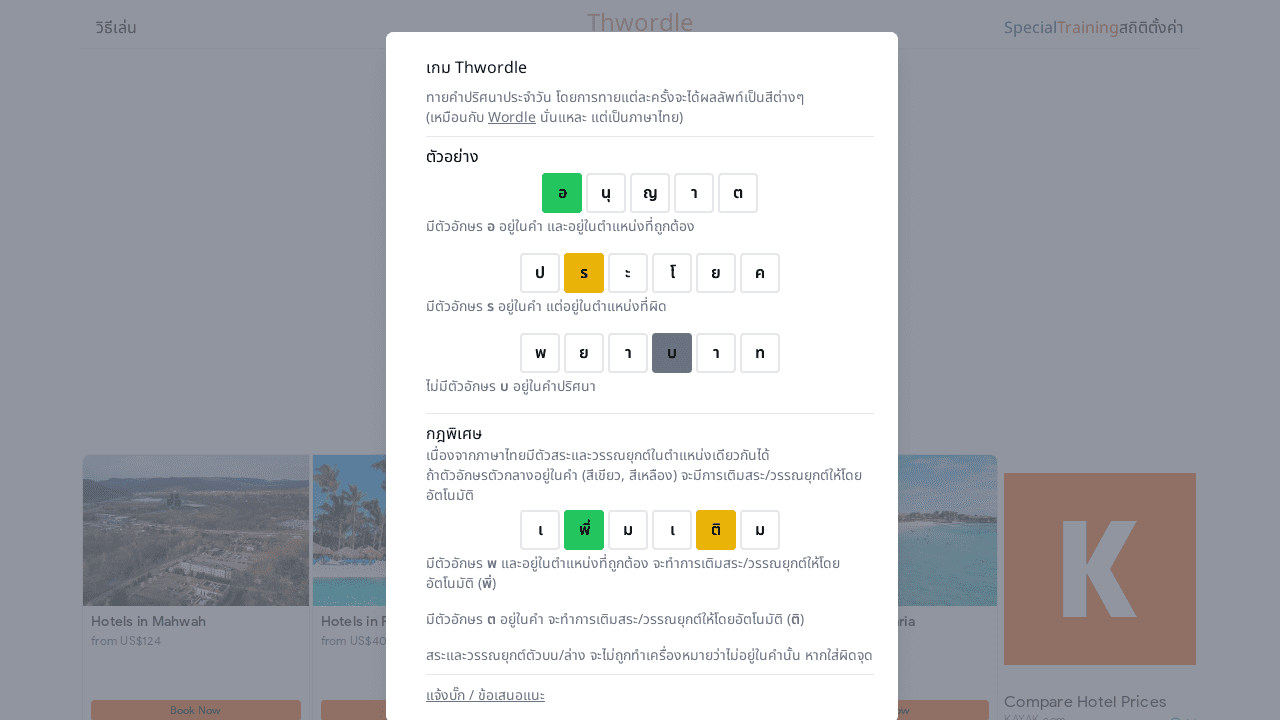 วิธีเล่น
Thwordle
Special Training สถิติ ตั้งค่า
เกม Thwordle
ทายคำปริศนาประจำวัน โดยการทายแต่ละครั้งจะได้ผลลัพท์เป็นสีต่างๆ
(เหมือนกับ Wordle นั่นแหละ แต่เป็นภาษาไทย)
ตัวอย่าง
อ นุ ญ า ต
มีตัวอักษร อ อยู่ในคำ และอยู่ในตำแหน่งที่ถูกต้อง
ป ร ะ โ ย ค
มีตัวอักษร ร อยู่ในคำ แต่อยู่ในตำแหน่งที่ผิด
พ ย า บ า ท
ไม่มีตัวอักษร บ อยู่ในคำปริศนา
กฎพิเศษ
เนื่องจากภาษาไทยมีตัวสระและวรรณยุกต์ในตำแหน่งเดียวกันได้
ถ้าตัวอักษรตัวกลางอยู่ในคำ (สีเขียว, สีเหลือง) จะมีการเติมสระ/วรรณยุกต์ให้โดย
อัตโนมัติ
เ พี่ ม เ ติ ม
มีตัวอักษร พ และอยู่ในตำแหน่งที่ถูกต้อง จะทำการเติมสระ/วรรณยุกต์ให้โดย
อัตโนมัติ (พี่)
มีตัวอักษร ต อยู่ในคำ จะทำการเติมสระ/วรรณยุกต์ให้โดยอัตโนมัติ (ติ)
สระและวรรณยุกต์ตัวบน/ล่าง จะไม่ถูกทำเครื่องหมายว่าไม่อยู่ในคำนั้น หากใส่ผิดจุด
แจ้งบั๊ก / ข้อเสนอแนะ
Hotels in Mahwah
from US$124
Book Now
Hotels in
from US$40
K
Compare Hotel Prices
KAYAK.com